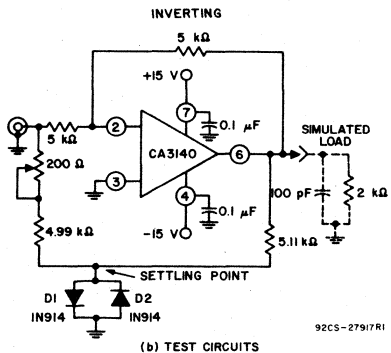 INVERTING
5 kΩ
+15 V
7
0.1 µF
5 kΩ
2
CA3140
6
SIMULATED
LOAD
200 Ω
3
4
0.1 µF
100 pF
2 kΩ
4.99 kΩ
-15 V
5.11 kΩ
SETTLING POINT
D1
1N914
D2
1N914
92CS-27917R1
(b) TEST CIRCUITS